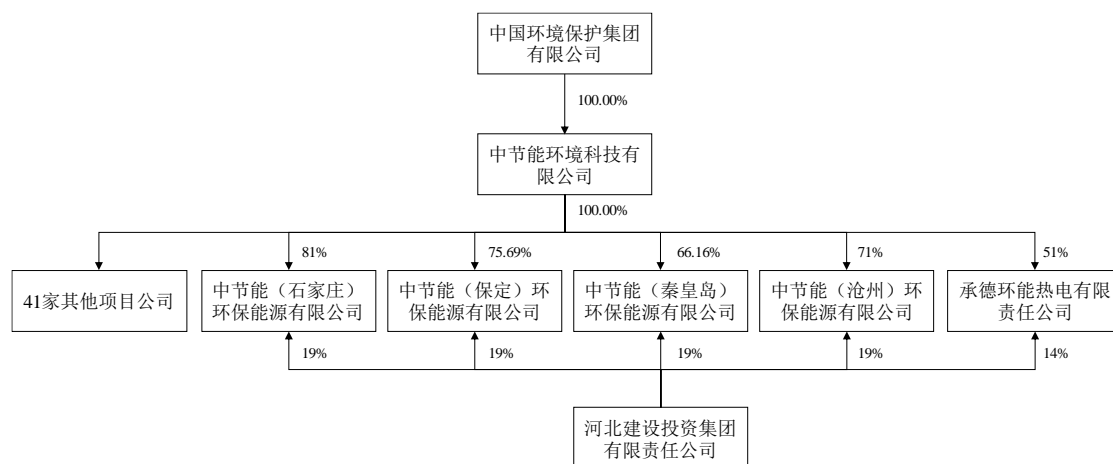 中国环境保护集团
有限公司
100.00%
中节能环境科技有
限公司
100.00%
81%
75.69%
66.16%
71%
51%
41家其他项目公司
中节能（石家庄）
环保能源有限公司
中节能（保定）环
保能源有限公司
中节能（秦皇岛）
环保能源有限公司
中节能（沧州）环
保能源有限公司
承德环能热电有限
责任公司
19%
19%
19%
19%
14%
河北建设投资集团
有限责任公司